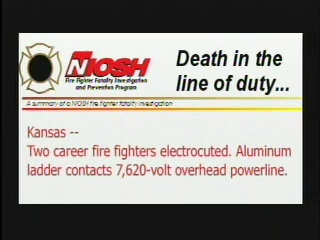 NIOSH
Death in the
Fire Fighter Fatality Investigation
and Prevention Program
line of duty...
A summary of a NIOSH fire fighter fatality investigation
Kansas --
Two career fire fighters electrocuted. Aluminum
ladder contacts 7,620-volt overhead powerline.